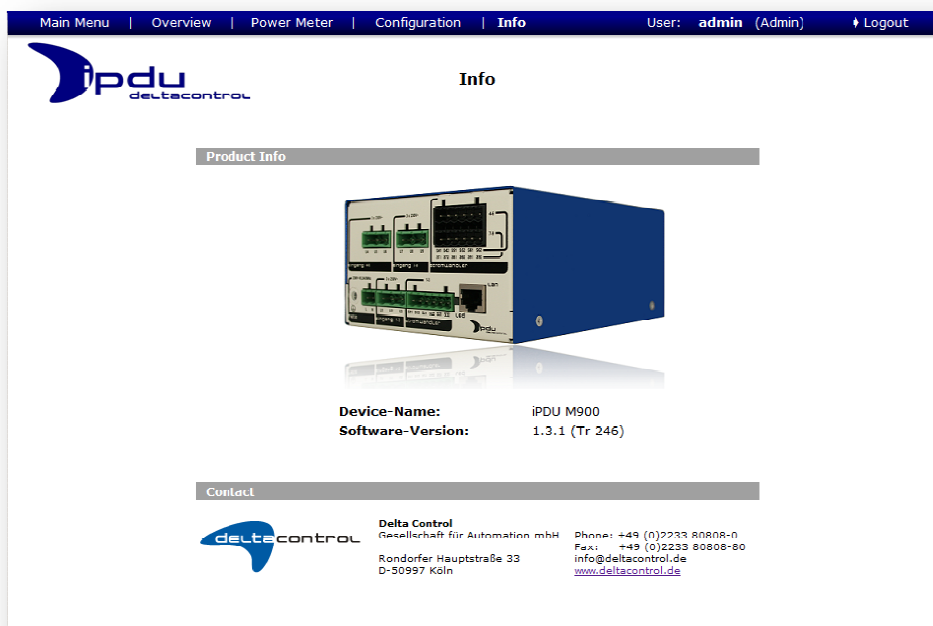 Main Menu | Overview | Power Meter | Configuration | Info User: admin (Admin) Logout
ipdu
deltacontrol
Info
Product Info
Lan
ipdu
Device-Name: iPDU M900
Software-Version: 1.3.1 (Tr 246)
Contact
deltacontrol
Delta Control
Gesellschaft für Automation mbH
Rondorfer Hauptstraße 33
D-50997 Köln
Phone: +49 (0)2233 80808-0
Fax: +49 (0)2233 80808-80
info@deltacontrol.de
www.deltacontrol.de